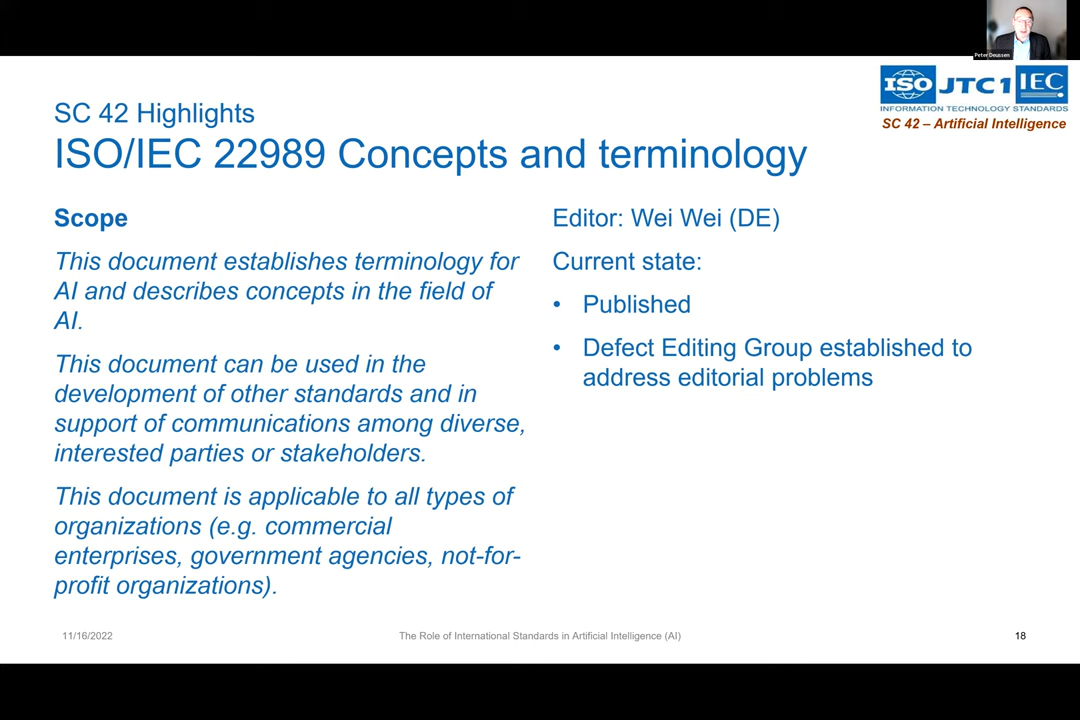 Peter Deussen
ISO JTC1 IEC
INFORMATION TECHNOLOGY STANDARDS
SC 42 – Artificial Intelligence
SC 42 Highlights
ISO/IEC 22989 Concepts and terminology
Scope
This document establishes terminology for
AI and describes concepts in the field of
AI.
This document can be used in the
development of other standards and in
support of communications among diverse,
interested parties or stakeholders.
This document is applicable to all types of
organizations (e.g. commercial
enterprises, government agencies, not-for-
profit organizations).
Editor: Wei Wei (DE)
Current state:
• Published
• Defect Editing Group established to
address editorial problems
11/16/2022
The Role of International Standards in Artificial Intelligence (AI)
18